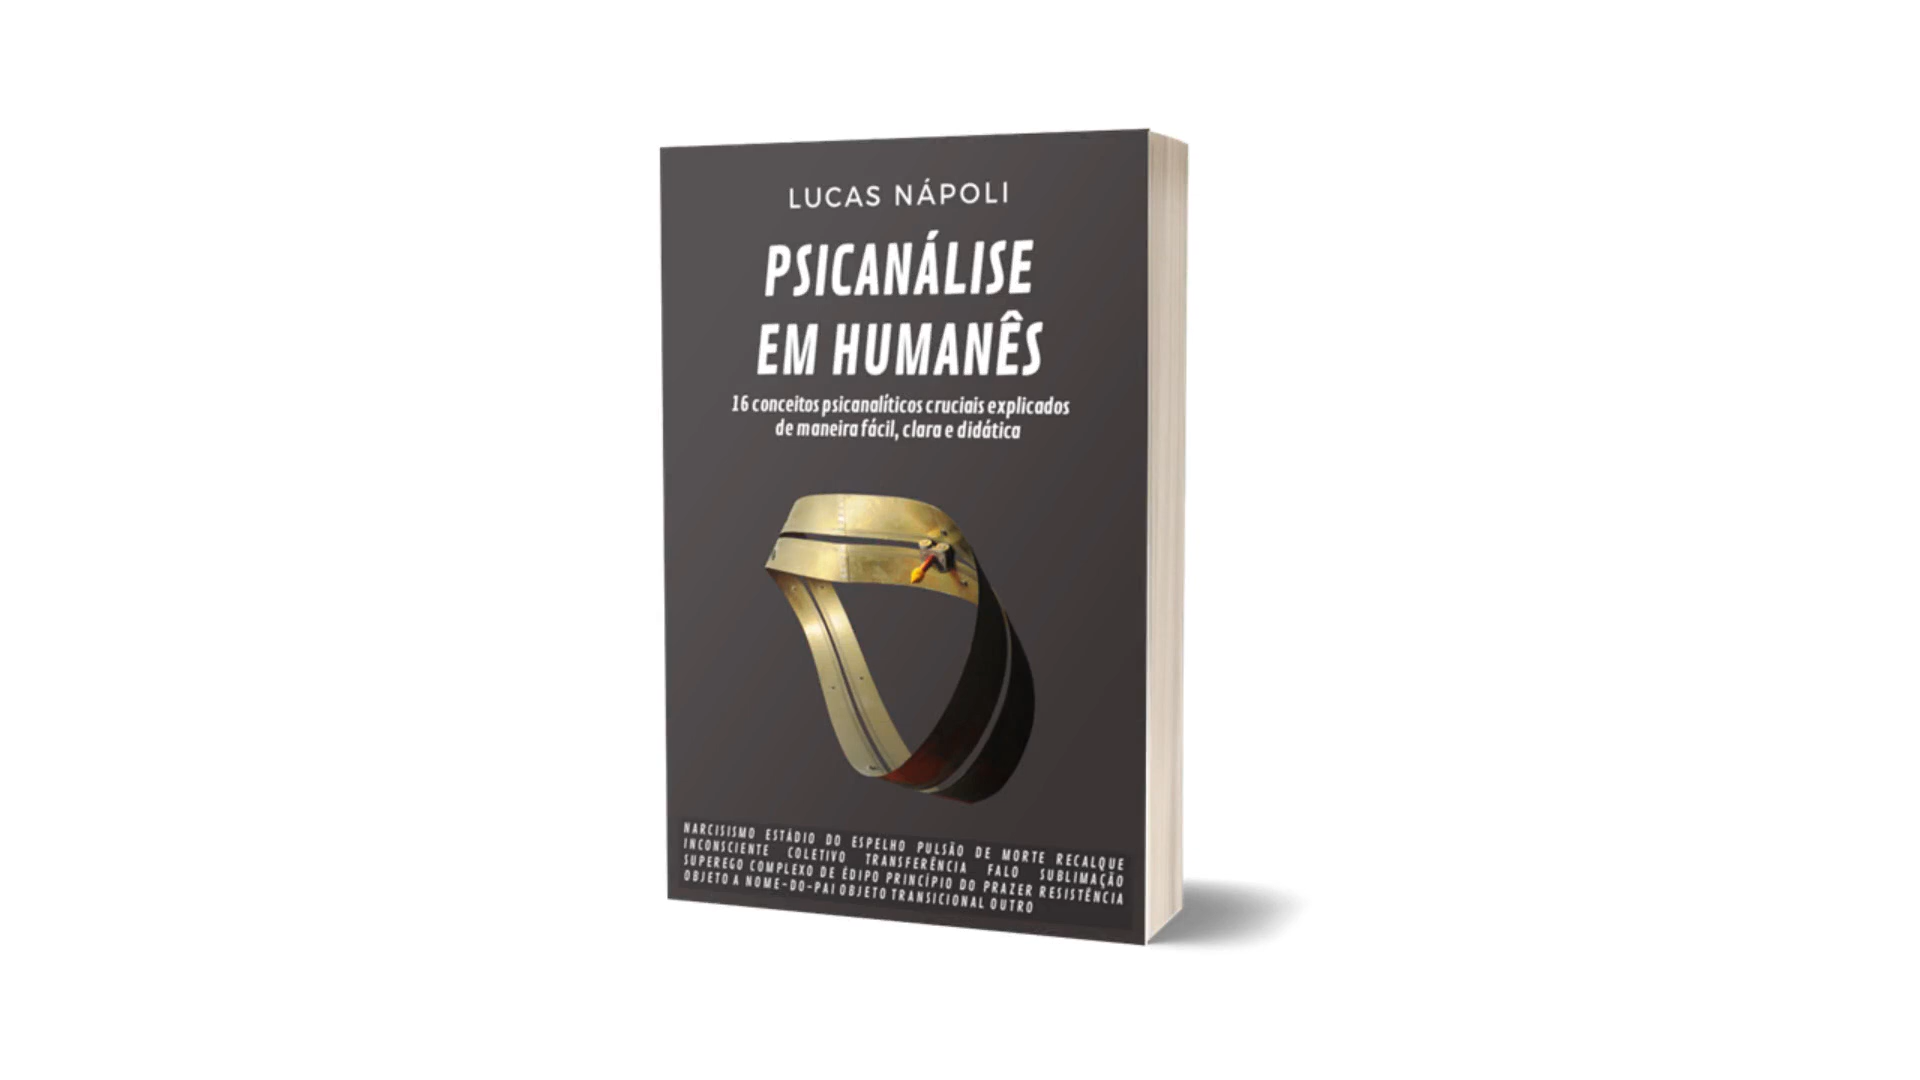 LUCAS NÁPOLI
PSICANÁLISE
EM HUMANÊS
16 conceitos psicanalíticos cruciais explicados
de maneira fácil, clara e didática
NARCISISMO ESTÁDIO DO ESPELHO PULSÃO DE MORTE RECALQUE
INCONSCIENTE COLETIVO TRANSFERÊNCIA FALO SUBLIMAÇÃO
SUPEREGO COMPLEXO DE ÉDIPO PRINCÍPIO DO PRAZER RESISTÊNCIA
OBJETO A NOME-DO-PAI OBJETO TRANSICIONAL OUTRO